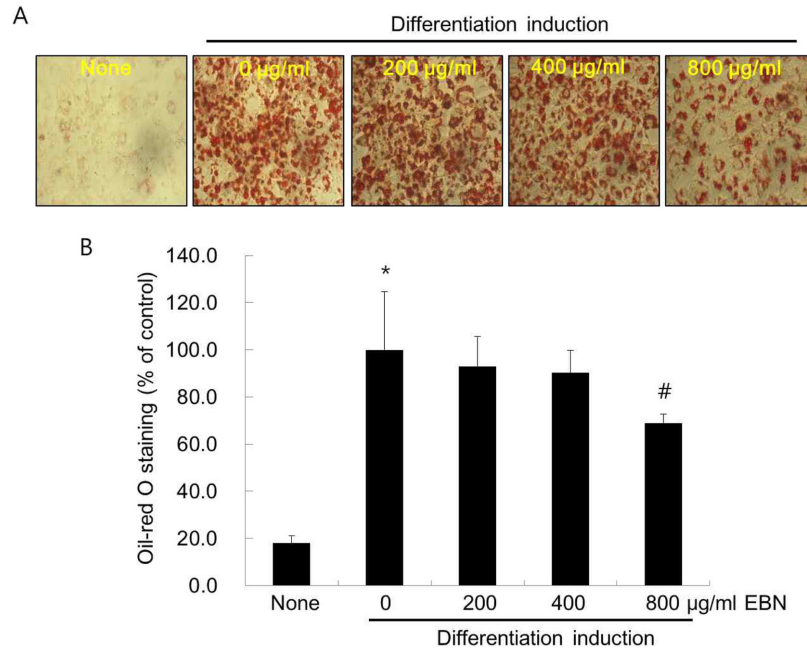 A
Differentiation induction
None
0 µg/ml
200 µg/ml
400 µg/ml
800 µg/ml
B
Oil-red O staining (% of control)
140.0
120.0
100.0
80.0
60.0
40.0
20.0
0.0
*
#
None 0 200 400 800 µg/ml EBN
Differentiation induction